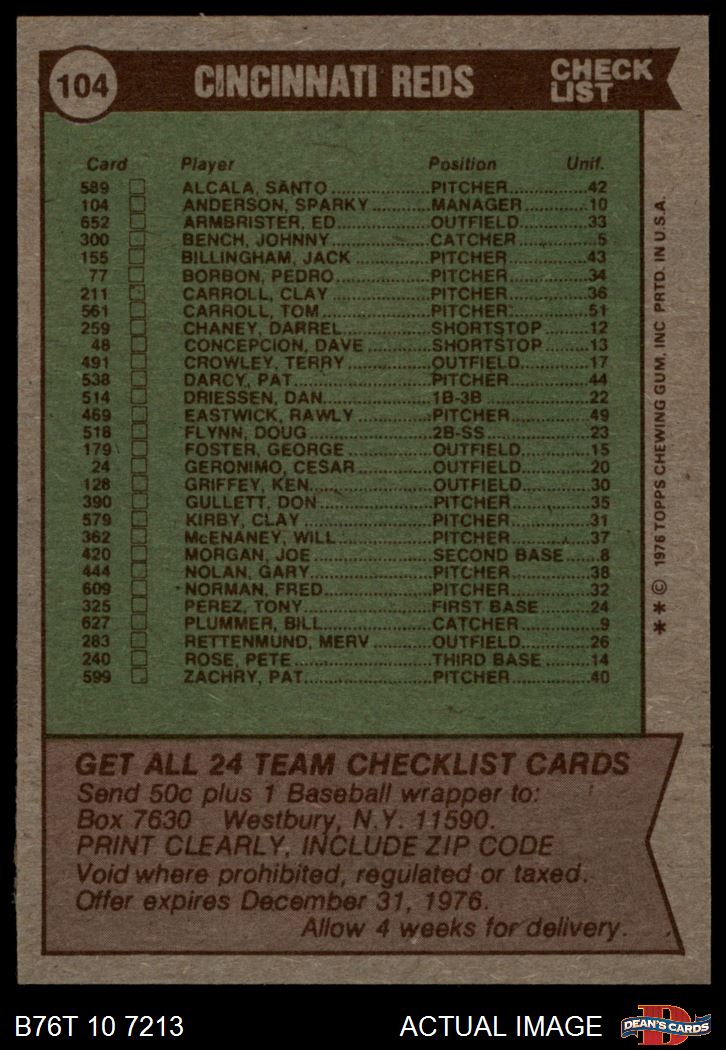 104 CINCINNATI REDS CHECK LIST
Card Player Position Unif.
589 ALCALA, SANTO PITCHER 42
104 ANDERSON, SPARKY MANAGER 10
652 ARMBRISTER, ED OUTFIELD 33
300 BENCH, JOHNNY CATCHER 5
155 BILLINGHAM, JACK PITCHER 43
77 BORBON, PEDRO PITCHER 34
211 CARROLL, CLAY PITCHER 36
561 CARROLL, TOM PITCHER 51
259 CHANEY, DARREL SHORTSTOP 12
48 CONCEPCION, DAVE SHORTSTOP 13
491 CROWLEY, TERRY OUTFIELD 17
538 DARCY, PAT PITCHER 44
514 DRIESSEN, DAN 1B-3B 22
469 EASTWICK, RAWLY PITCHER 49
518 FLYNN, DOUG 2B-SS 23
179 FOSTER, GEORGE OUTFIELD 15
24 GERONIMO, CESAR OUTFIELD 20
128 GRIFFEY, KEN OUTFIELD 30
390 GULLETT, DON PITCHER 35
579 KIRBY, CLAY PITCHER 31
362 McENANEY, WILL PITCHER 37
420 MORGAN, JOE SECOND BASE 8
444 NOLAN, GARY PITCHER 38
609 NORMAN, FRED PITCHER 32
325 PEREZ, TONY FIRST BASE 24
627 PLUMMER, BILL CATCHER 9
283 RETTENMUND, MERV OUTFIELD 26
240 ROSE, PETE THIRD BASE 14
599 ZACHRY, PAT PITCHER 40
** © 1976 TOPPS CHEWING GUM, INC PRTD. IN U.S.A.
GET ALL 24 TEAM CHECKLIST CARDS
Send 50c plus 1 Baseball wrapper to:
Box 7630 Westbury, N.Y. 11590.
PRINT CLEARLY, INCLUDE ZIP CODE
Void where prohibited, regulated or taxed.
Offer expires December 31, 1976.
Allow 4 weeks for delivery.
B76T 10 7213 ACTUAL IMAGE DEAN'S CARDS